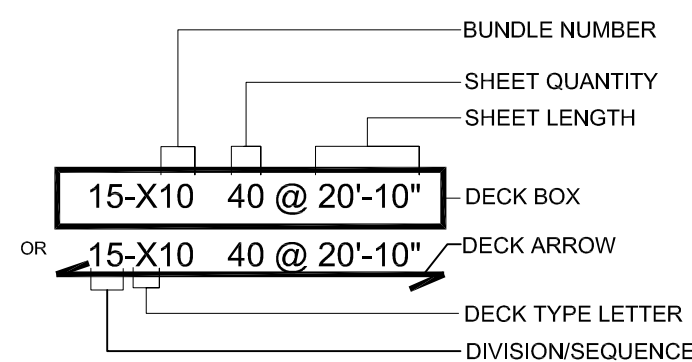 BUNDLE NUMBER
SHEET QUANTITY
SHEET LENGTH
15-X10 40 @ 20'-10"
DECK BOX
OR
15-X10 40 @ 20'-10"
DECK ARROW
DECK TYPE LETTER
DIVISION/SEQUENCE